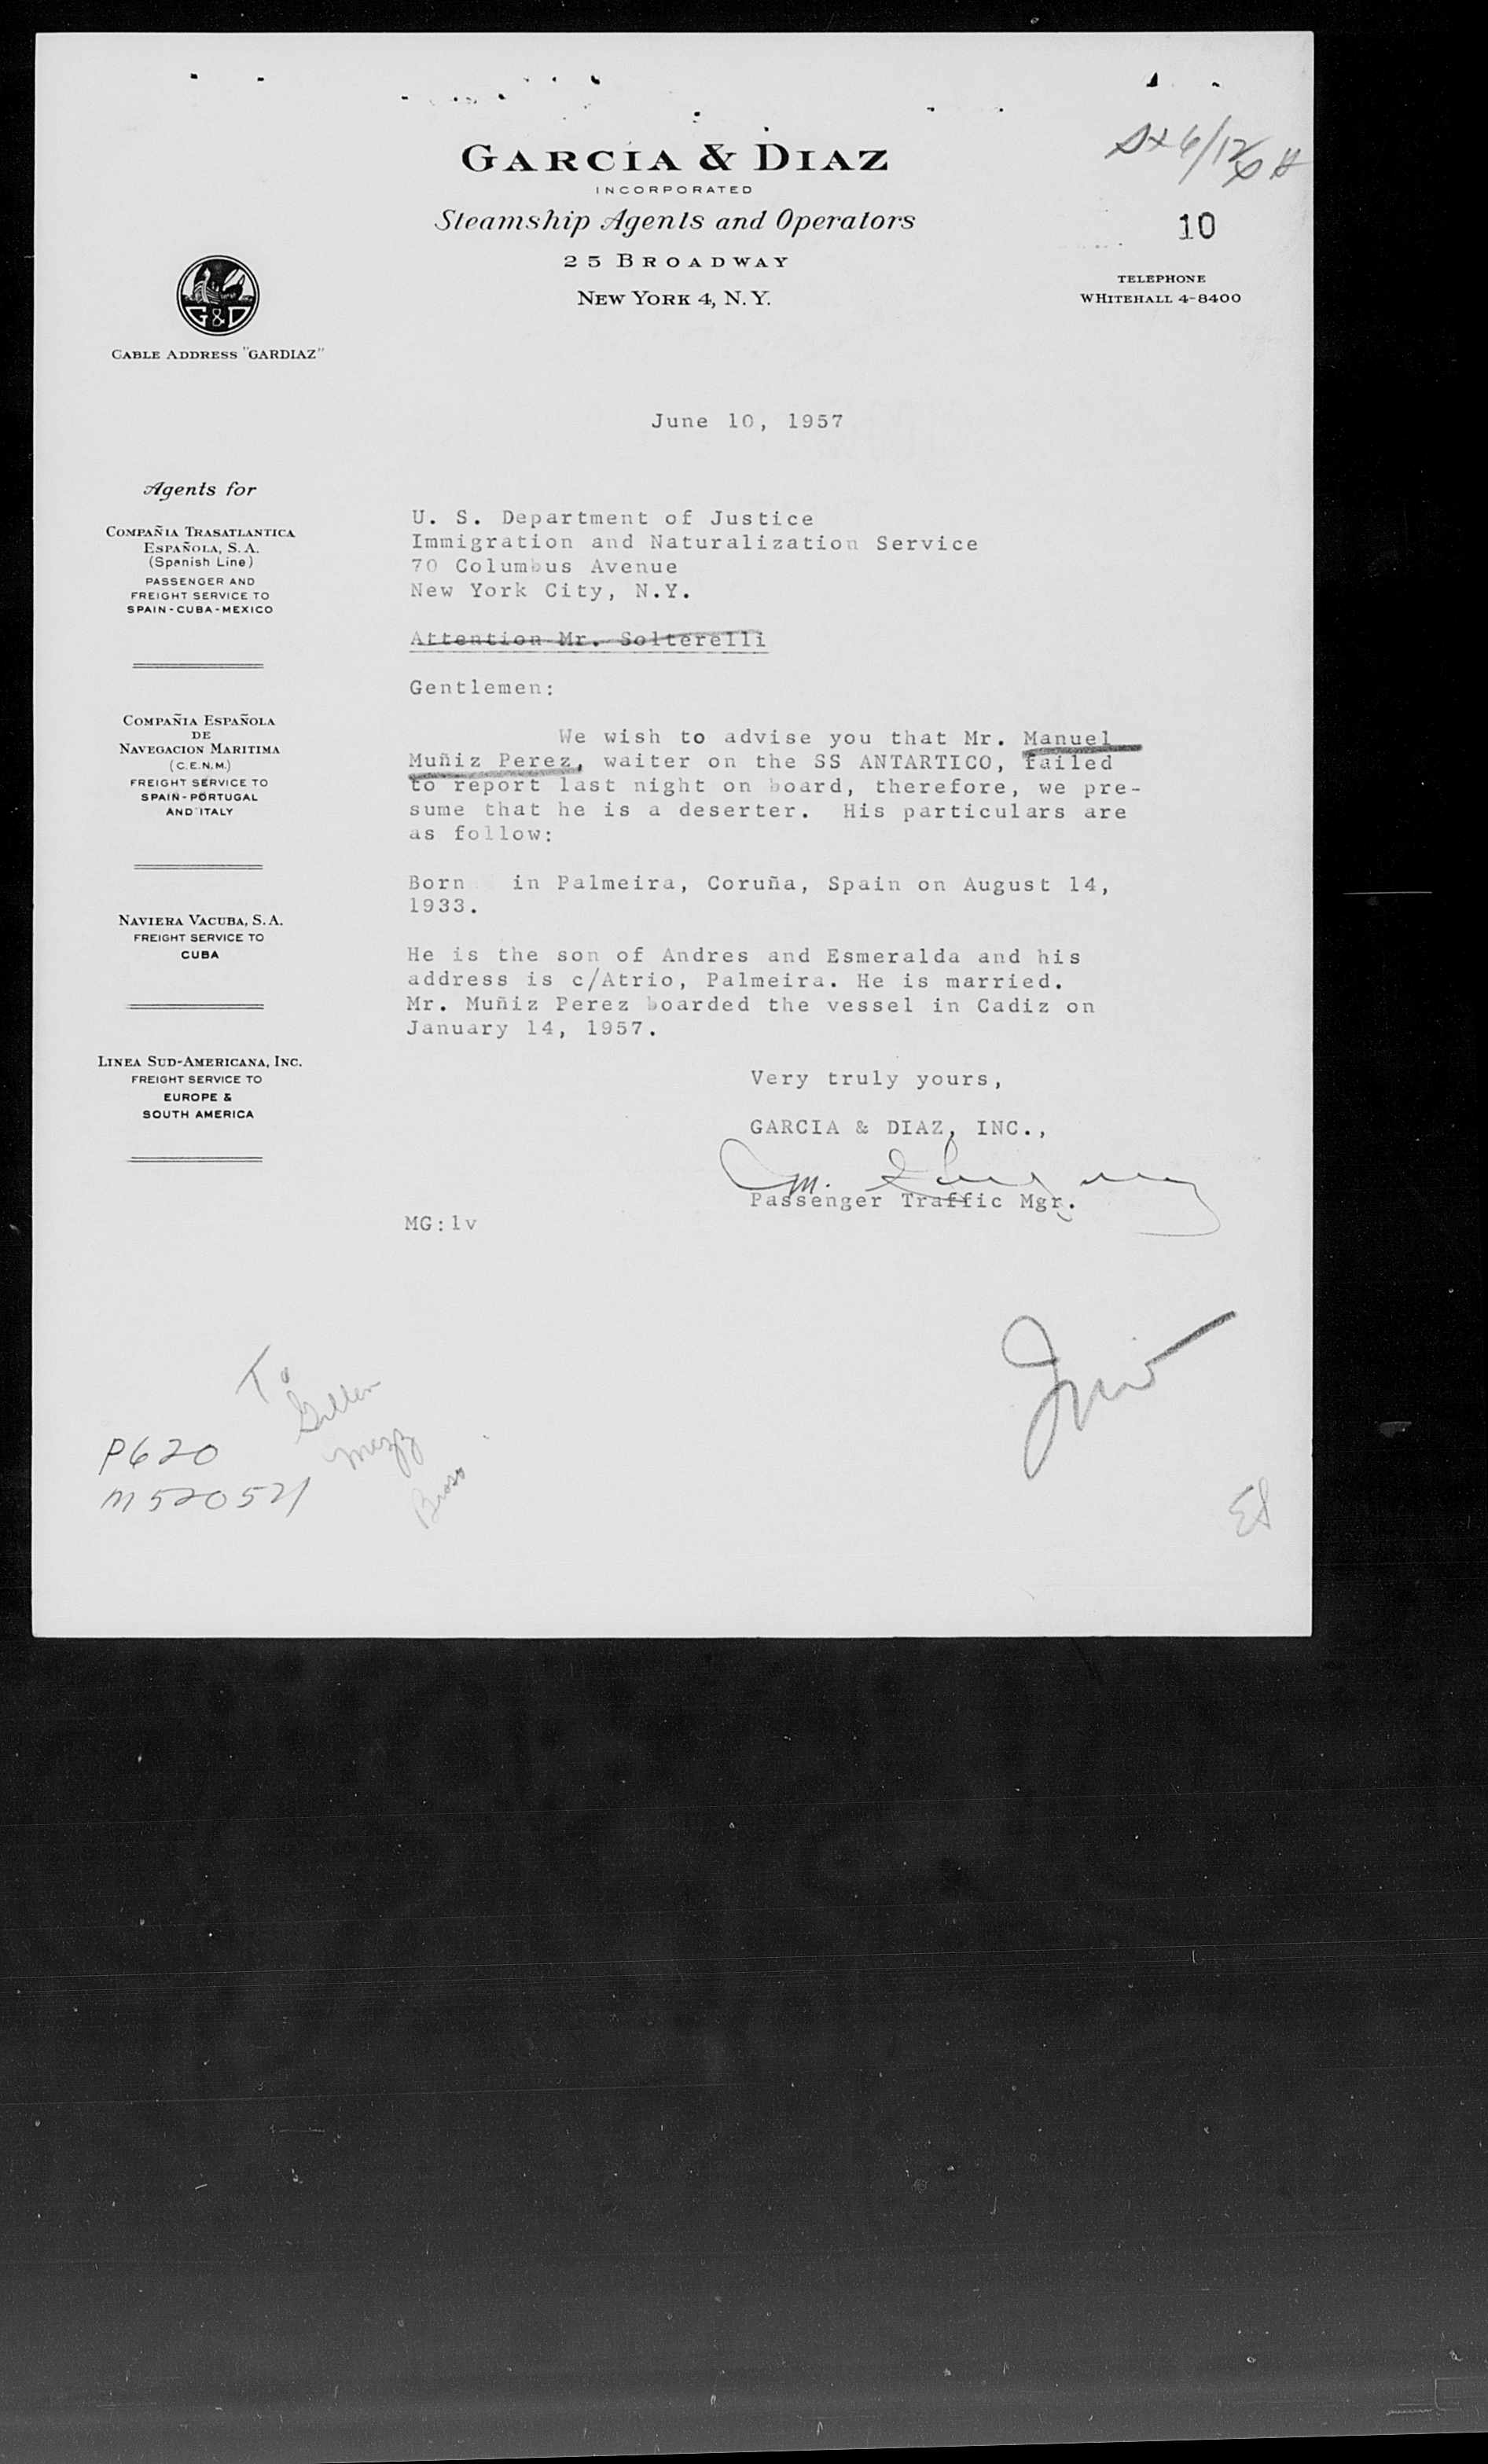 GARCÍA & DIAZ
INCORPORATED
Steamship Agents and Operators
25 BROADWAY
NEW YORK 4, N.Y.
6/12
10
TELEPHONE
WHITEHALL 4-8400
G&D
CABLE ADDRESS "GARDIAZ"
June 10, 1957
Agents for
COMPAÑIA TRASATLANTICA
ESPAÑOLA, S.A.
(Spanish Line)
PASSENGER AND
FREIGHT SERVICE TO
SPAIN-CUBA-MEXICO
COMPAÑIA ESPAÑOLA
DE
NAVEGACION MARITIMA
(C.E.N.M.)
FREIGHT SERVICE TO
SPAIN-PORTUGAL
AND ITALY
NAVIERA VACUBA, S.A.
FREIGHT SERVICE TO
CUBA
LINEA SUD-AMERICANA, INC.
FREIGHT SERVICE TO
EUROPE &
SOUTH AMERICA
U. S. Department of Justice
Immigration and Naturalization Service
70 Columbus Avenue
New York City, N.Y.
Attention Mr. Solterelli
Gentlemen:
We wish to advise you that Mr. Manuel
Muñiz Perez, waiter on the SS ANTARTICO, failed
to report last night on board, therefore, we pre-
sume that he is a deserter. His particulars are
as follow:
Born in Palmeira, Coruña, Spain on August 14,
1933.
He is the son of Andres and Esmeralda and his
address is c/Atrio, Palmeira. He is married.
Mr. Muñiz Perez boarded the vessel in Cadiz on
January 14, 1957.
Very truly yours,
GARCIA & DIAZ, INC.,
M.
Passenger Traffic Mgr.
MG:lv
To
P620
M520521